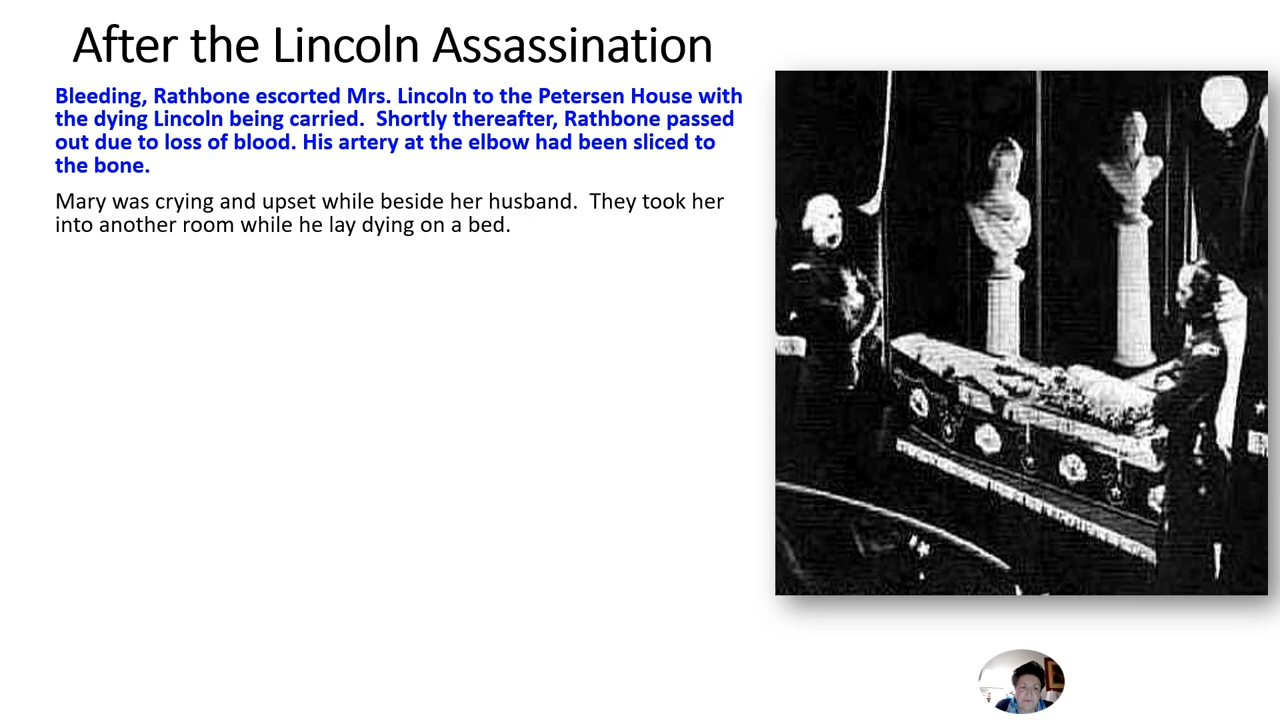 After the Lincoln Assassination
Bleeding, Rathbone escorted Mrs. Lincoln to the Petersen House with
the dying Lincoln being carried.  Shortly thereafter, Rathbone passed
out due to loss of blood. His artery at the elbow had been sliced to
the bone.
Mary was crying and upset while beside her husband.  They took her
into another room while he lay dying on a bed.